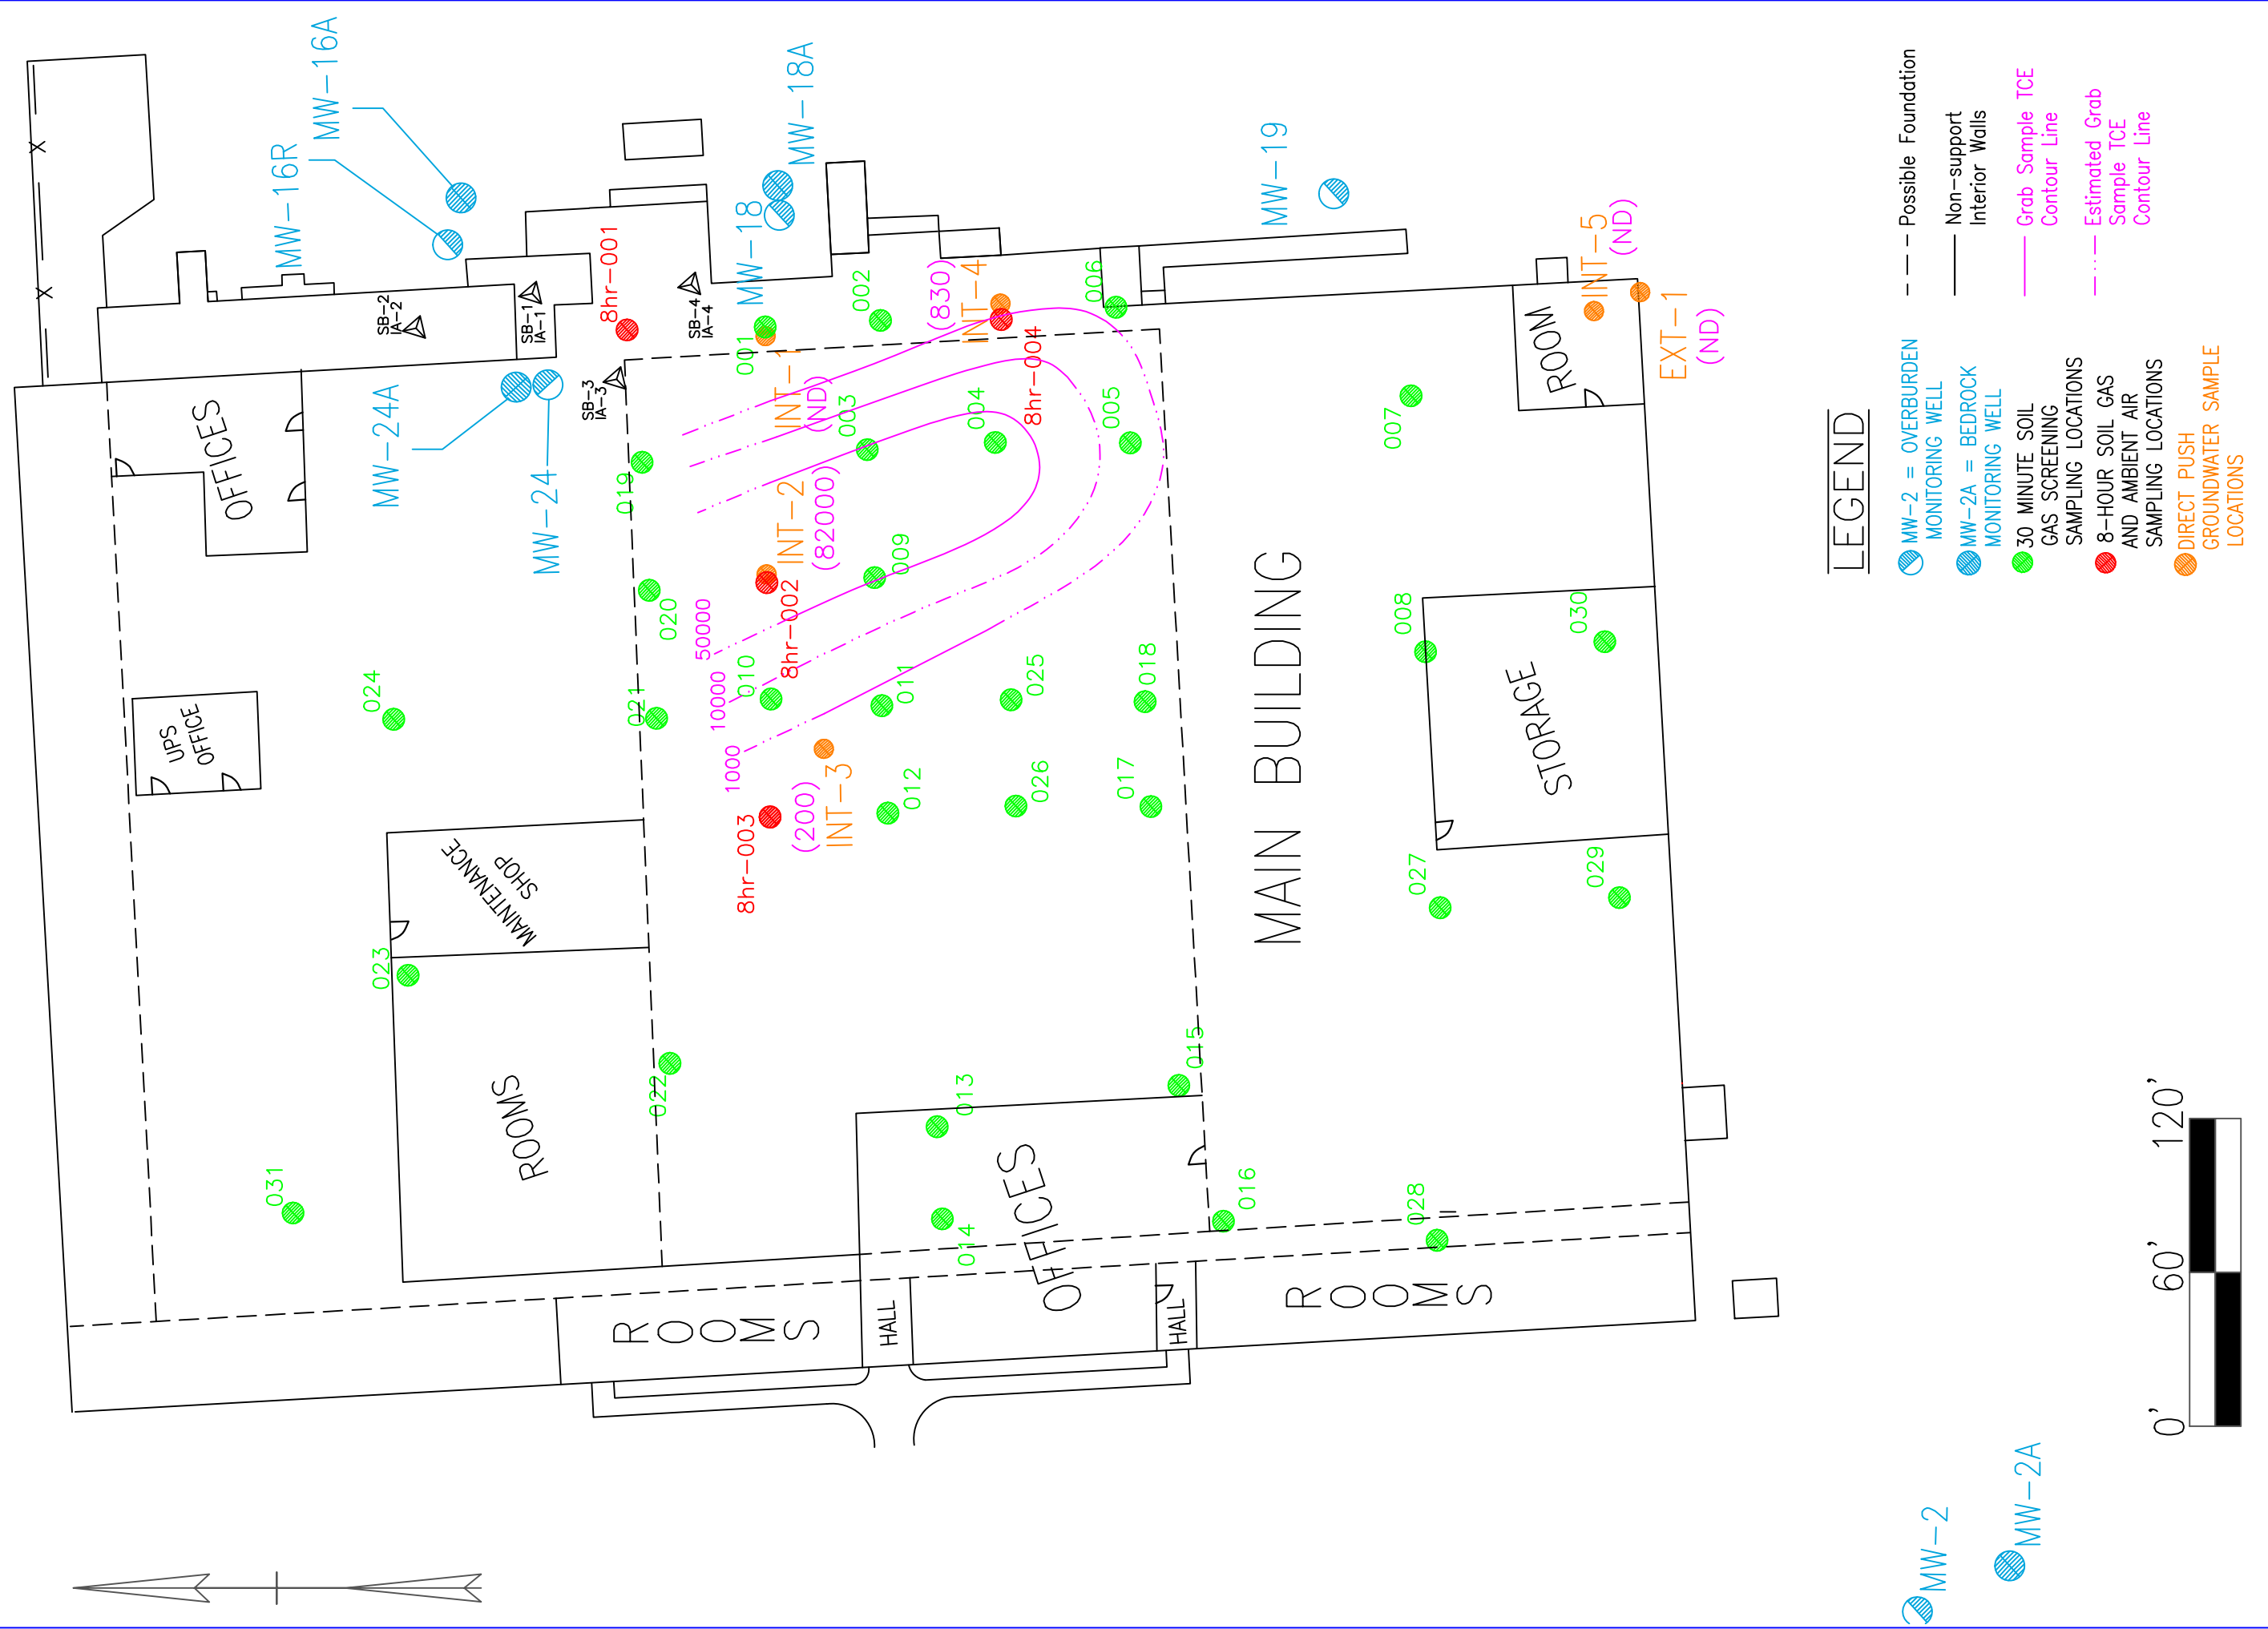 MW-16A
MW-16R
MW-18A
MW-18
MW-19
SB-2
IA-2
SB-1
IA-1
SB-4
IA-4
SB-3
IA-3
8hr-001
001
INT-1
(ND)
002
(830)
INT-4
8hr-004
006
INT-5
(ND)
EXT-1
(ND)
ROOM
OFFICES
MW-24A
MW-24
019
003
004
005
007
INT-2
(82000)
8hr-002
009
020
50000
10000
1000
010
011
025
018
021
024
UPS
OFFICE
MAINTENANCE
SHOP
8hr-003
(200)
INT-3
012
026
017
MAIN BUILDING
008
030
STORAGE
027
029
023
022
ROOMS
031
013
014
015
016
028
OFFICES
ROOMS
HALL
HALL
ROOMS
LEGEND
MW-2 = OVERBURDEN
MONITORING WELL
MW-2A = BEDROCK
MONITORING WELL
30 MINUTE SOIL
GAS SCREENING
SAMPLING LOCATIONS
8-HOUR SOIL GAS
AND AMBIENT AIR
SAMPLING LOCATIONS
DIRECT PUSH
GROUNDWATER SAMPLE
LOCATIONS
Possible Foundation
Non-support
Interior Walls
Grab Sample TCE
Contour Line
Estimated Grab
Sample TCE
Contour Line
0' 60' 120'
MW-2
MW-2A
X
X